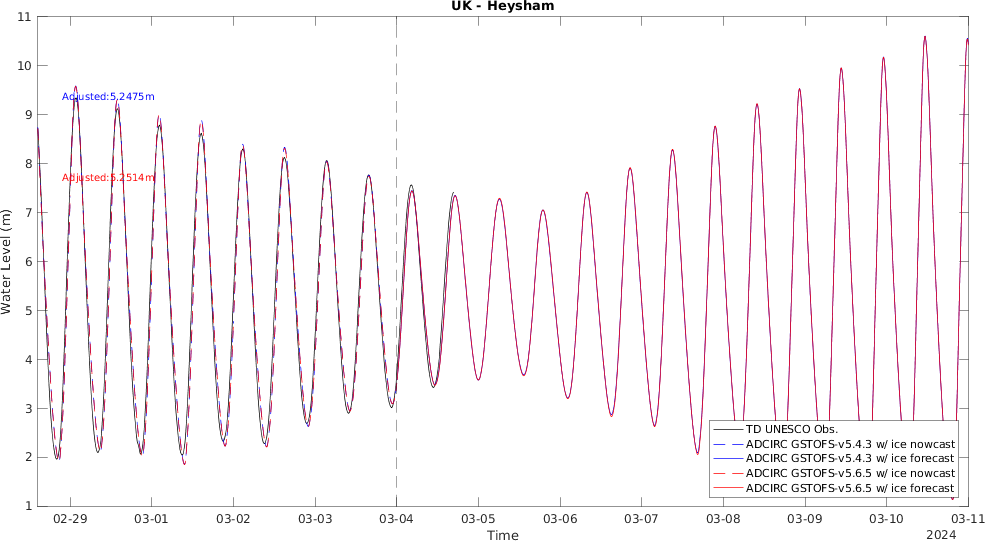 UK - Heysham
11
10
9
8
7
6
5
4
3
2
1
Water Level (m)
Adjusted:5.2475m
Adjusted:5.2514m
TD UNESCO Obs.
ADCIRC GSTOFS-v5.4.3 w/ ice nowcast
ADCIRC GSTOFS-v5.4.3 w/ ice forecast
ADCIRC GSTOFS-v5.6.5 w/ ice nowcast
ADCIRC GSTOFS-v5.6.5 w/ ice forecast
02-29 03-01 03-02 03-03 03-04 03-05 03-06 03-07 03-08 03-09 03-10 03-11
Time
2024